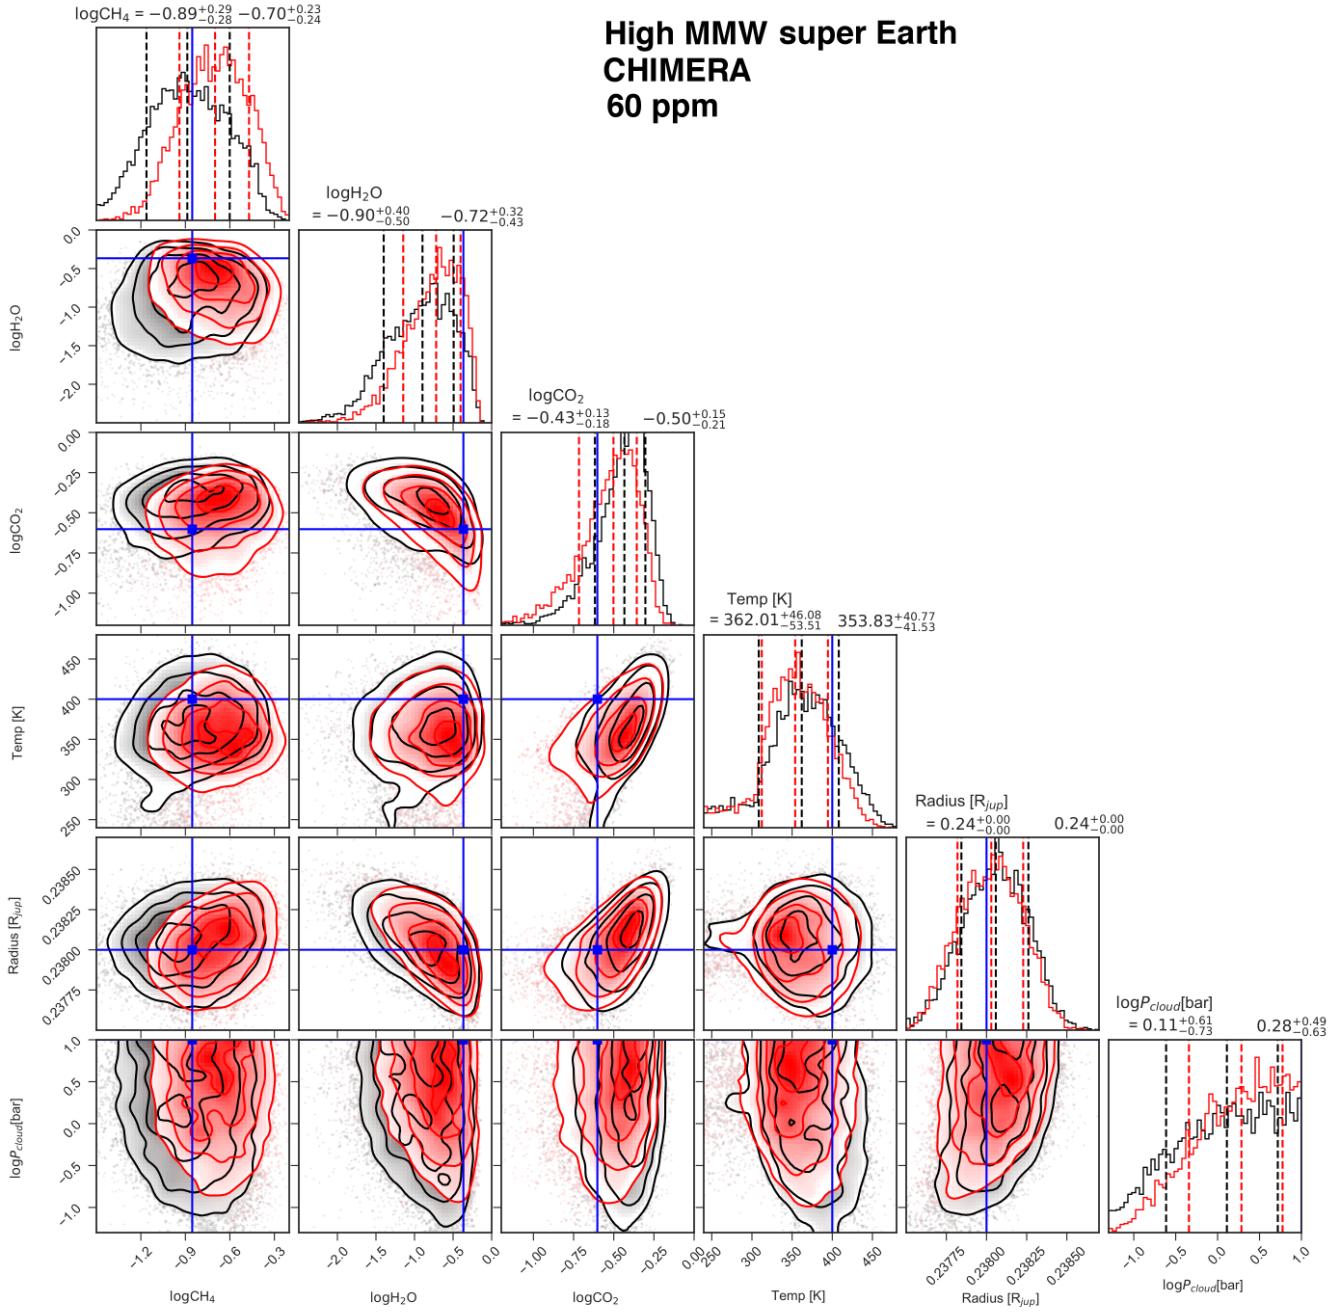 logCH₄ = −0.89+0.29−0.28 −0.70+0.23−0.24
High MMW super Earth
CHIMERA
60 ppm
logH₂O
= −0.90+0.40−0.50 −0.72+0.32−0.43
logCO₂
= −0.43+0.13−0.18 −0.50+0.15−0.21
Temp [K]
= 362.01+46.08−53.51 353.83+40.77−41.53
Radius [Rjup]
= 0.24+0.00−0.00 0.24+0.00−0.00
logPcloud[bar]
= 0.11+0.61−0.73 0.28+0.49−0.63
logH₂O
0.0
−0.5
−1.0
−1.5
−2.0
logCO₂
0.00
−0.25
−0.50
−0.75
−1.00
Temp [K]
450
400
350
300
250
Radius [Rjup]
0.23850
0.23825
0.23800
0.23775
logPcloud[bar]
1.0
0.5
0.0
−0.5
−1.0
−1.2 −0.9 −0.6 −0.3
logCH₄
−2.0 −1.5 −1.0 −0.5 0.0
logH₂O
−1.00 −0.75 −0.50 −0.25 0.00
logCO₂
250 300 350 400 450
Temp [K]
0.23775 0.23800 0.23825 0.23850
Radius [Rjup]
−1.0 −0.5 0.0 0.5 1.0
logPcloud[bar]